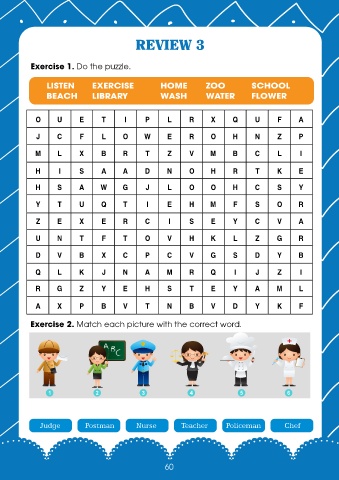 REVIEW 3
Exercise 1. Do the puzzle.
LISTEN EXERCISE HOME ZOO SCHOOL
BEACH LIBRARY WASH WATER FLOWER
O U E T I P L R X Q U F A
J C F L O W E R O H N Z P
M L X B R T Z V M B C L I
H I S A A D N O H R T K E
H S A W G J L O O H C S Y
Y T U Q T I E H M F S O R
Z E X E R C I S E Y C V A
U N T F T O V H K L Z G R
D V B X C P C V G S D Y B
Q L K J N A M R Q I J Z I
R G Z Y E H S T E Y A M L
A X P B V T N B V D Y K F
Exercise 2. Match each picture with the correct word.
A B C
1 2 3 4 5 6
Judge Postman Nurse Teacher Policeman Chef
60